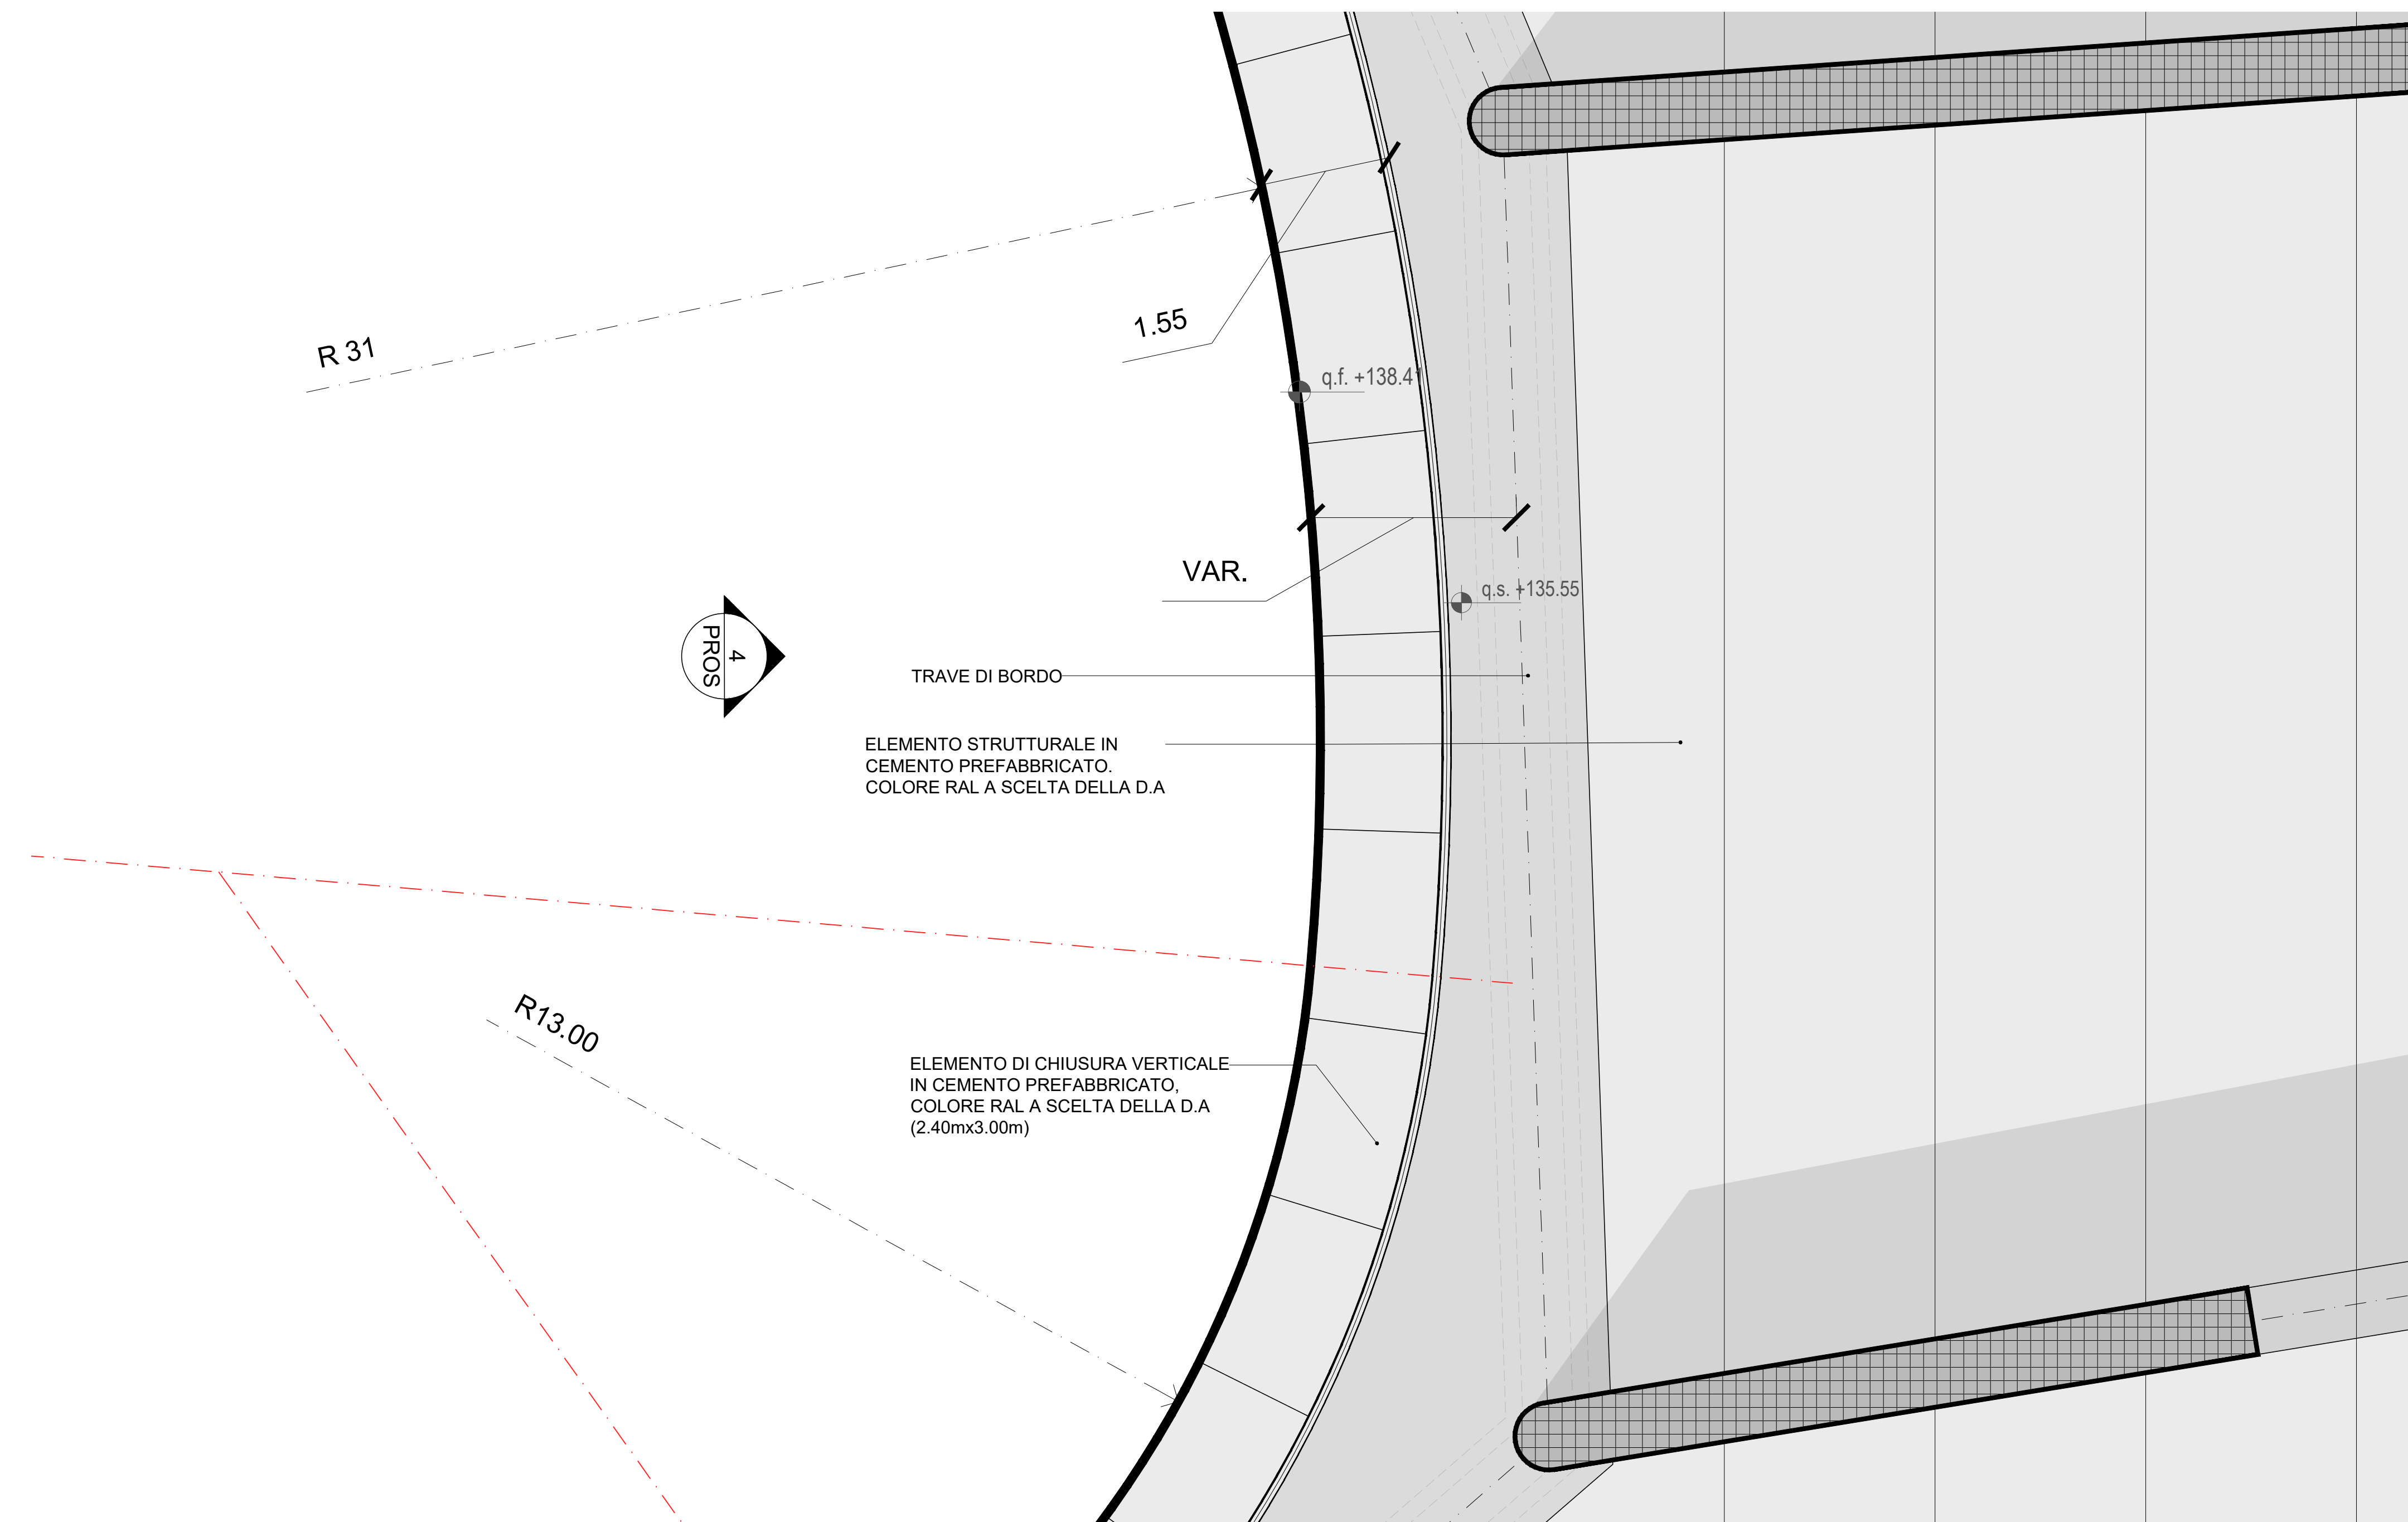 R 31
1.55
q.f. +138.41
VAR.
q.s. +135.55
4
PROS
TRAVE DI BORDO
ELEMENTO STRUTTURALE IN
CEMENTO PREFABBRICATO.
COLORE RAL A SCELTA DELLA D.A
R13.00
ELEMENTO DI CHIUSURA VERTICALE
IN CEMENTO PREFABBRICATO,
COLORE RAL A SCELTA DELLA D.A
(2.40mx3.00m)